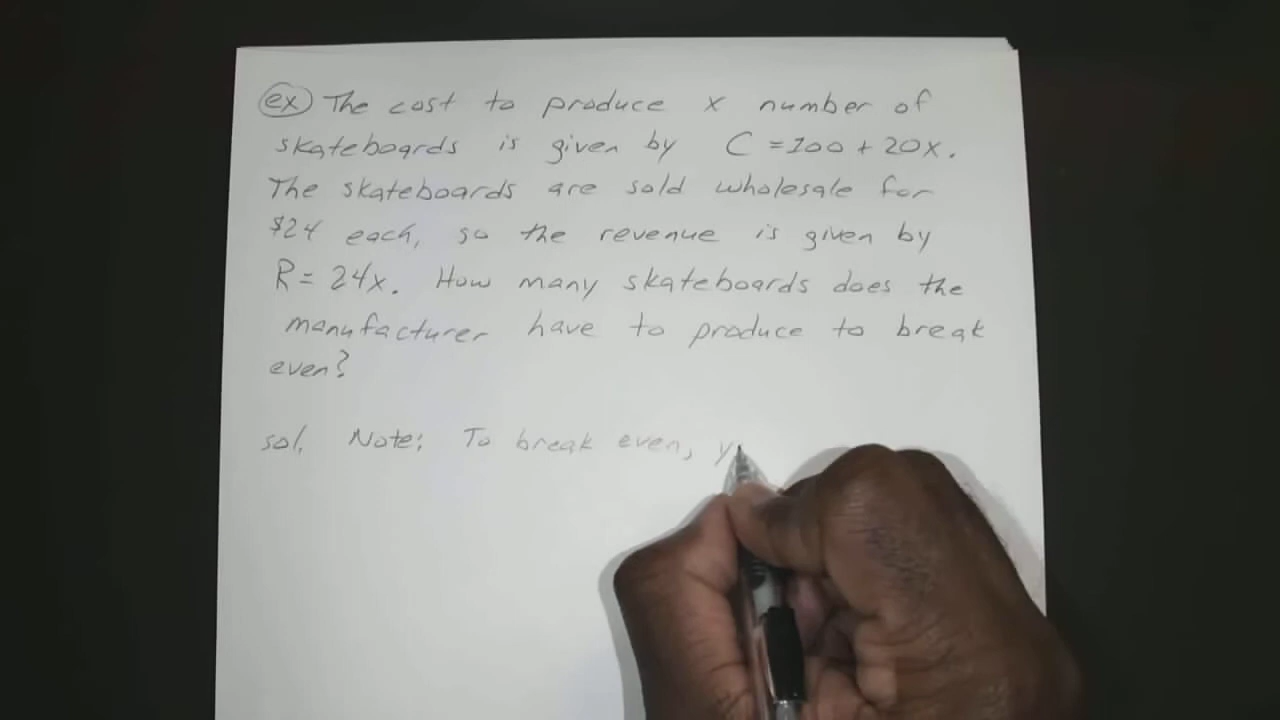 ex The cost to produce x number of
skateboards is given by C = 100 + 20x.
The skateboards are sold wholesale for
$24 each, so the revenue is given by
R = 24x. How many skateboards does the
manufacturer have to produce to break
even?
sol. Note: To break even, y